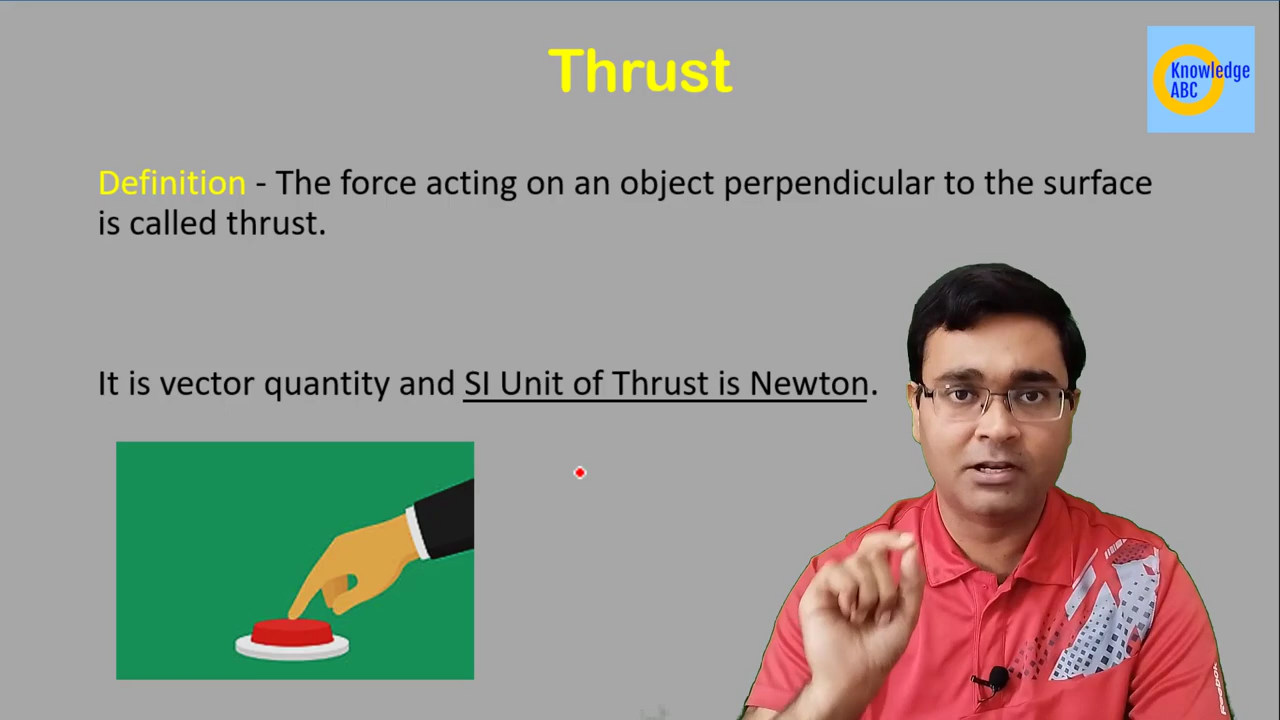 Thrust
Knowledge
ABC
Definition - The force acting on an object perpendicular to the surface
is called thrust.
It is vector quantity and SI Unit of Thrust is Newton.
Reebok